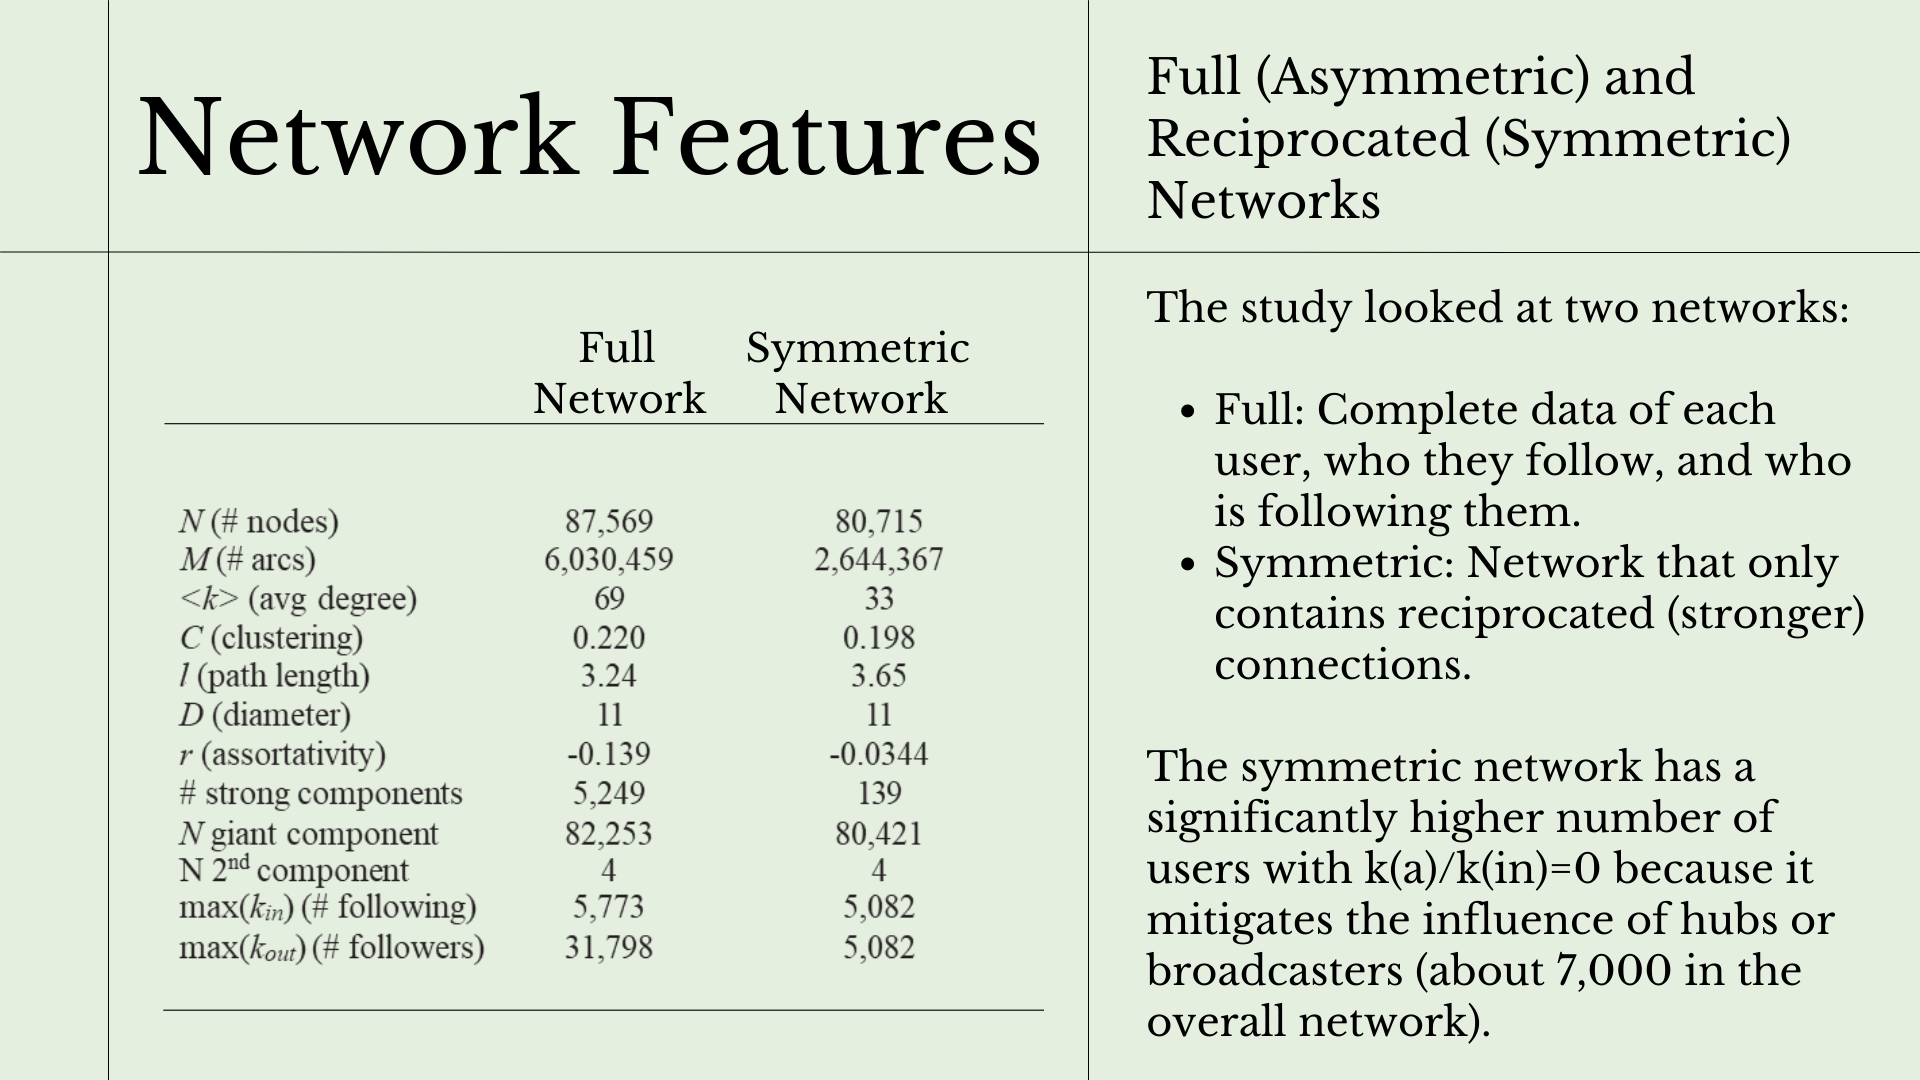 Network Features
Full (Asymmetric) and
Reciprocated (Symmetric)
Networks
Full Network
Symmetric Network
N (# nodes) 87,569 80,715
M (# arcs) 6,030,459 2,644,367
<k> (avg degree) 69 33
C (clustering) 0.220 0.198
l (path length) 3.24 3.65
D (diameter) 11 11
r (assortativity) -0.139 -0.0344
# strong components 5,249 139
N giant component 82,253 80,421
N 2nd component 4 4
max(kin) (# following) 5,773 5,082
max(kout) (# followers) 31,798 5,082
The study looked at two networks:
• Full: Complete data of each
user, who they follow, and who
is following them.
• Symmetric: Network that only
contains reciprocated (stronger)
connections.
The symmetric network has a
significantly higher number of
users with k(a)/k(in)=0 because it
mitigates the influence of hubs or
broadcasters (about 7,000 in the
overall network).